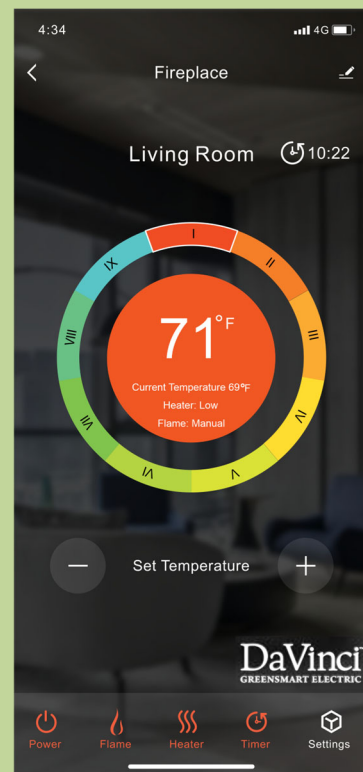 4:34
4G
Fireplace
Living Room
10:22
I
II
III
IV
V
VI
VII
VIII
IX
71°F
Current Temperature 69°F
Heater: Low
Flame: Manual
Set Temperature
DaVinci
GREENSMART ELECTRIC
Power
Flame
Heater
Timer
Settings